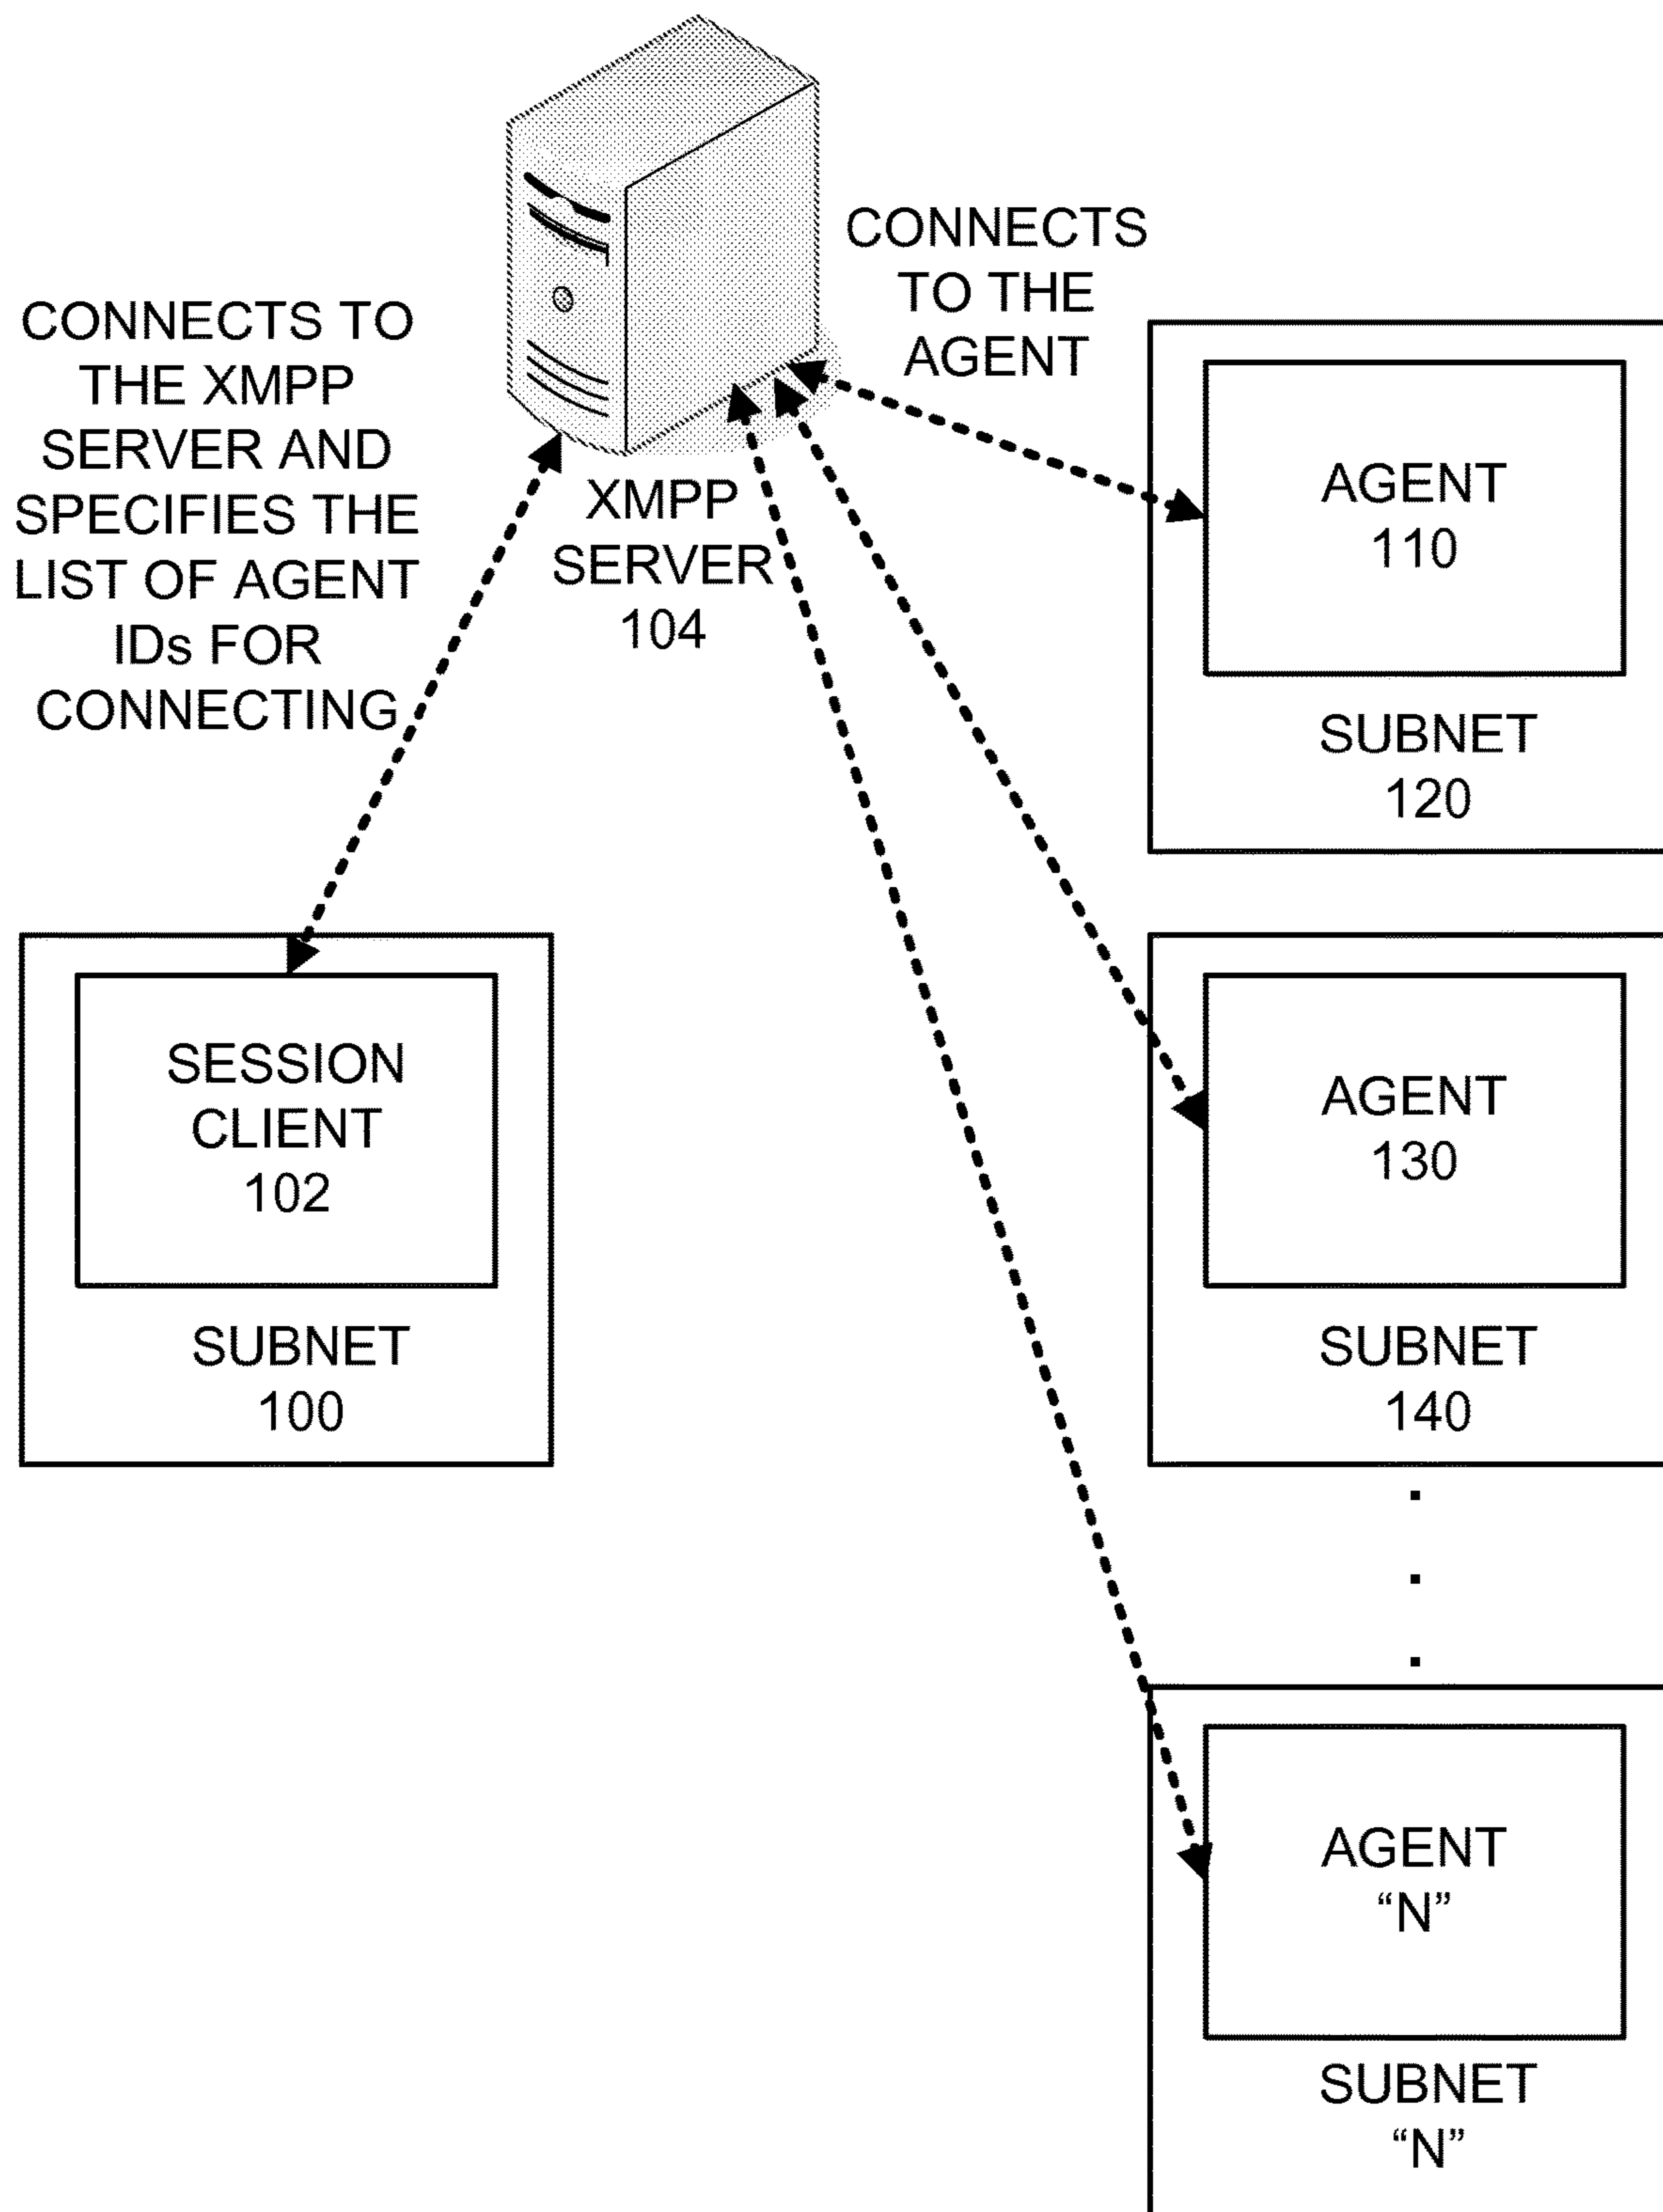 CONNECTS TO
THE XMPP
SERVER AND
SPECIFIES THE
LIST OF AGENT
IDs FOR
CONNECTING
XMPP
SERVER
104
CONNECTS
TO THE
AGENT
AGENT
110
SUBNET
120
SESSION
CLIENT
102
SUBNET
100
AGENT
130
SUBNET
140
.
.
.
AGENT
“N”
SUBNET
“N”